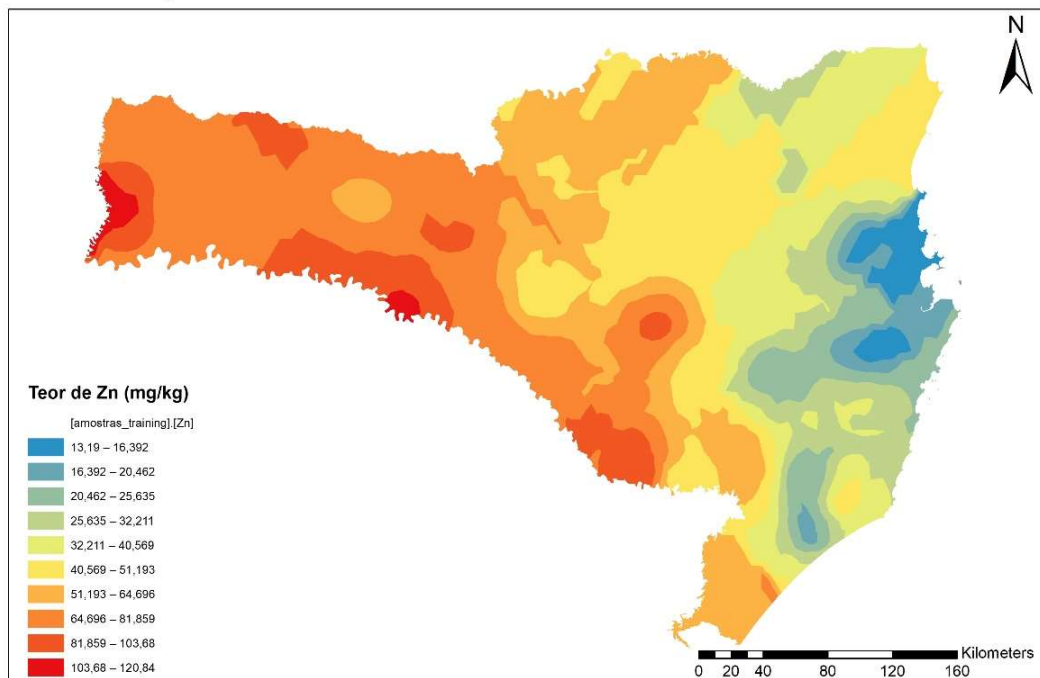 N
Teor de Zn (mg/kg)
[amostras_training].[Zn]
13,19 – 16,392
16,392 – 20,462
20,462 – 25,635
25,635 – 32,211
32,211 – 40,569
40,569 – 51,193
51,193 – 64,696
64,696 – 81,859
81,859 – 103,68
103,68 – 120,84
Kilometers
0 20 40 80 120 160